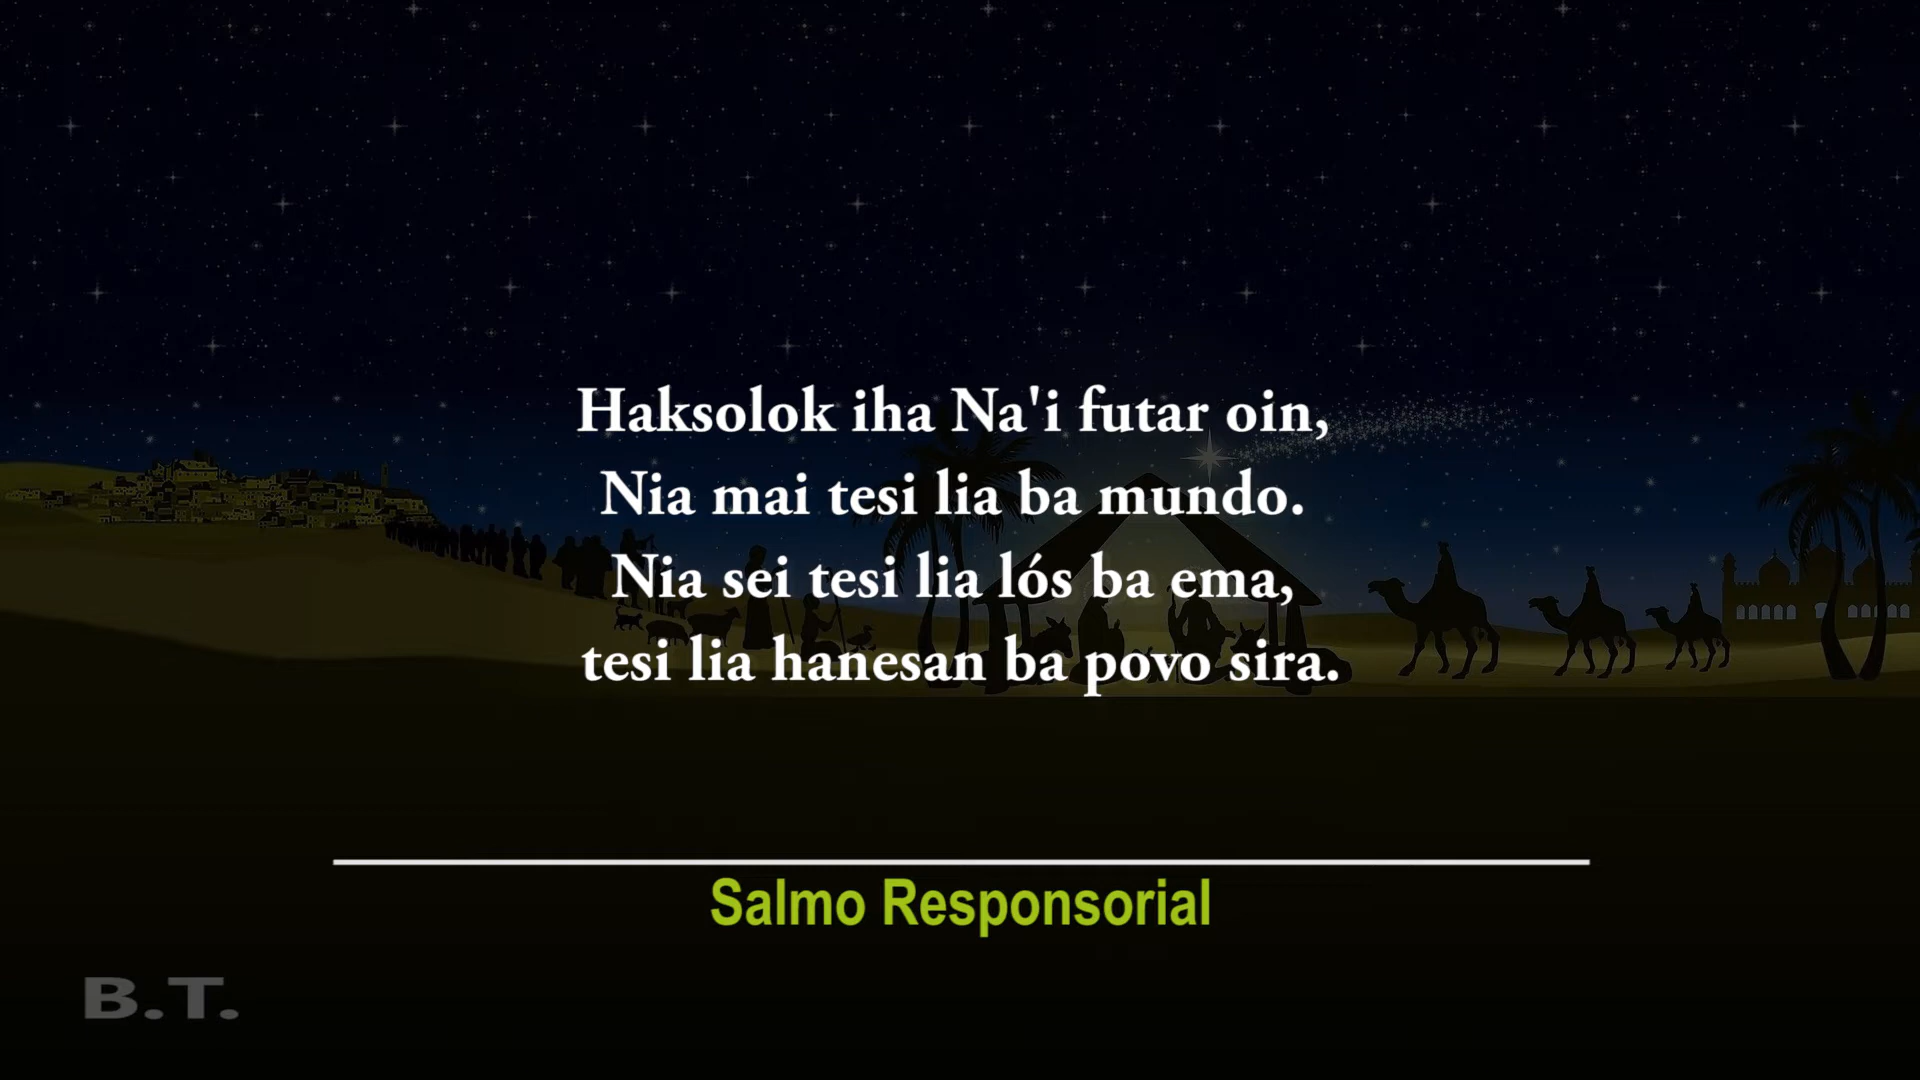 Haksolok iha Na'i futar oin,
Nia mai tesi lia ba mundo.
Nia sei tesi lia lós ba ema,
tesi lia hanesan ba povo sira.
Salmo Responsorial
B.T.